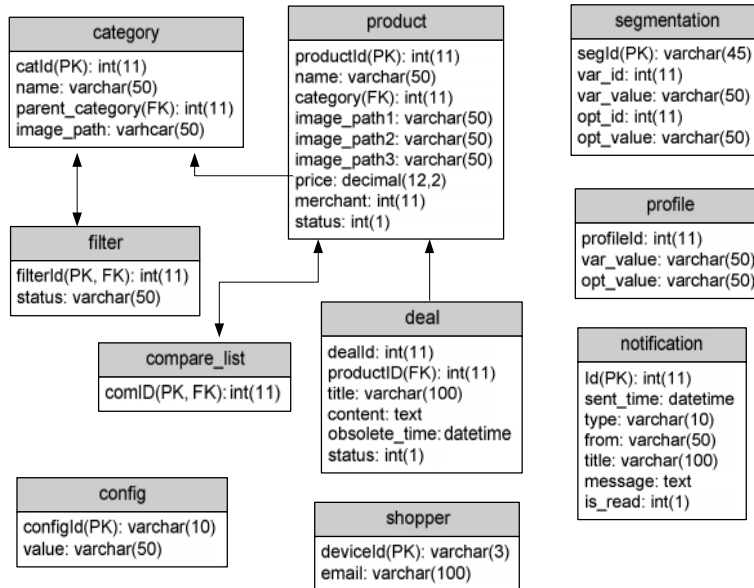 category
catId(PK): int(11)
name: varchar(50)
parent_category(FK): int(11)
image_path: varhcar(50)
product
productId(PK): int(11)
name: varchar(50)
category(FK): int(11)
image_path1: varchar(50)
image_path2: varchar(50)
image_path3: varchar(50)
price: decimal(12,2)
merchant: int(11)
status: int(1)
segmentation
segId(PK): varchar(45)
var_id: int(11)
var_value: varchar(50)
opt_id: int(11)
opt_value: varchar(50)
filter
filterId(PK, FK): int(11)
status: varchar(50)
profile
profileId: int(11)
var_value: varchar(50)
opt_value: varchar(50)
compare_list
comID(PK, FK): int(11)
deal
dealId: int(11)
productID(FK): int(11)
title: varchar(100)
content: text
obsolete_time: datetime
status: int(1)
notification
Id(PK): int(11)
sent_time: datetime
type: varchar(10)
from: varchar(50)
title: varchar(100)
message: text
is_read: int(1)
config
configId(PK): varchar(10)
value: varchar(50)
shopper
deviceId(PK): varchar(3)
email: varchar(100)